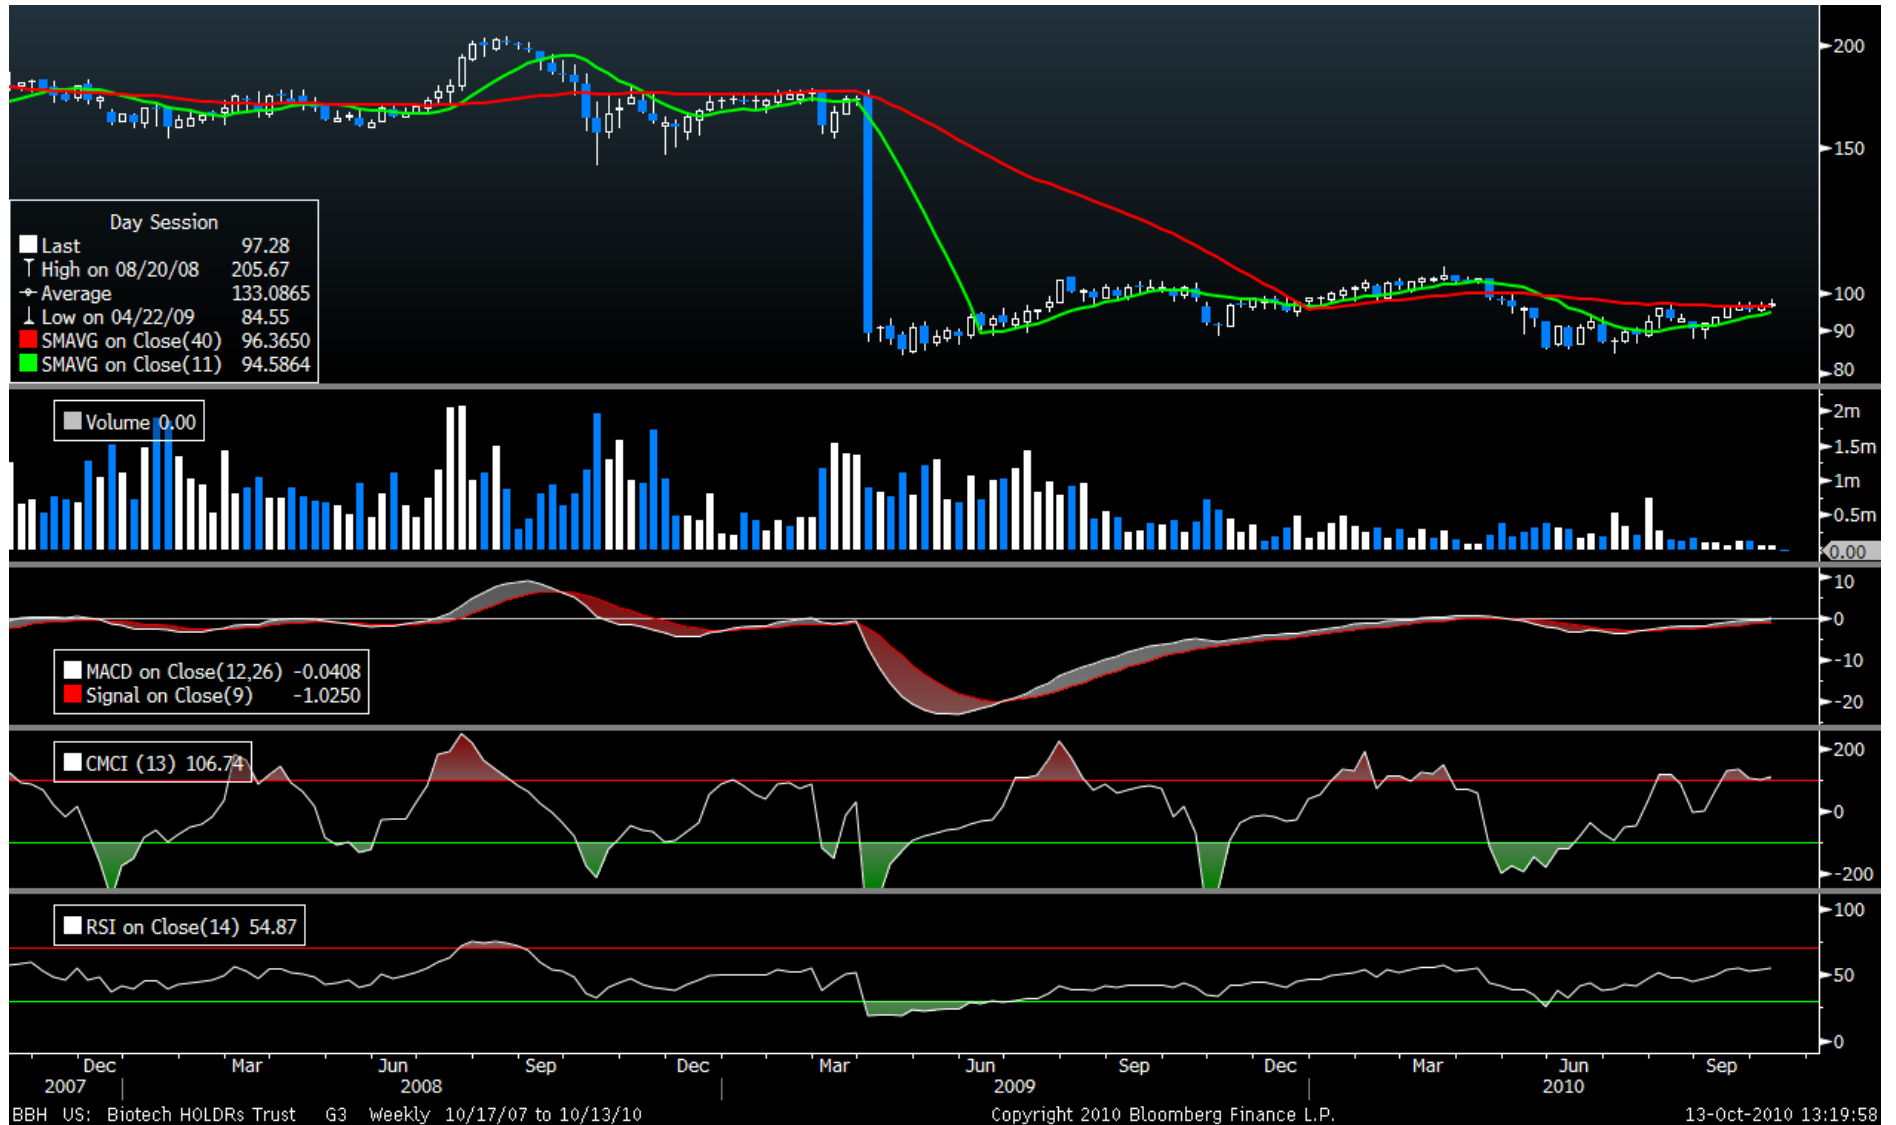 200
150
100
90
80
Day Session
Last 97.28
High on 08/20/08 205.67
Average 133.0865
Low on 04/22/09 84.55
SMAVG on Close(40) 96.3650
SMAVG on Close(11) 94.5864
Volume 0.00
2m
1.5m
1m
0.5m
0.00
10
0
-10
-20
MACD on Close(12,26) -0.0408
Signal on Close(9) -1.0250
CMCI (13) 106.74
200
0
-200
RSI on Close(14) 54.87
100
50
0
Dec Mar Jun Sep Dec Mar Jun Sep Dec Mar Jun Sep
2007 2008 2009 2010
BBH US: Biotech HOLDRs Trust G3 Weekly 10/17/07 to 10/13/10 Copyright 2010 Bloomberg Finance L.P. 13-Oct-2010 13:19:58